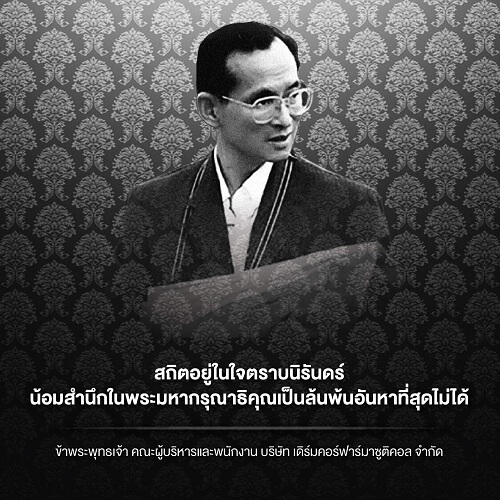 สถิตอยู่ในใจตราบนิรันดร์
น้อมสำนึกในพระมหากรุณาธิคุณเป็นล้นพ้นอันหาที่สุดไม่ได้
ข้าพระพุทธเจ้า คณะผู้บริหารและพนักงาน บริษัท เดิร์มคอร์ฟาร์มาซูติคอล จำกัด